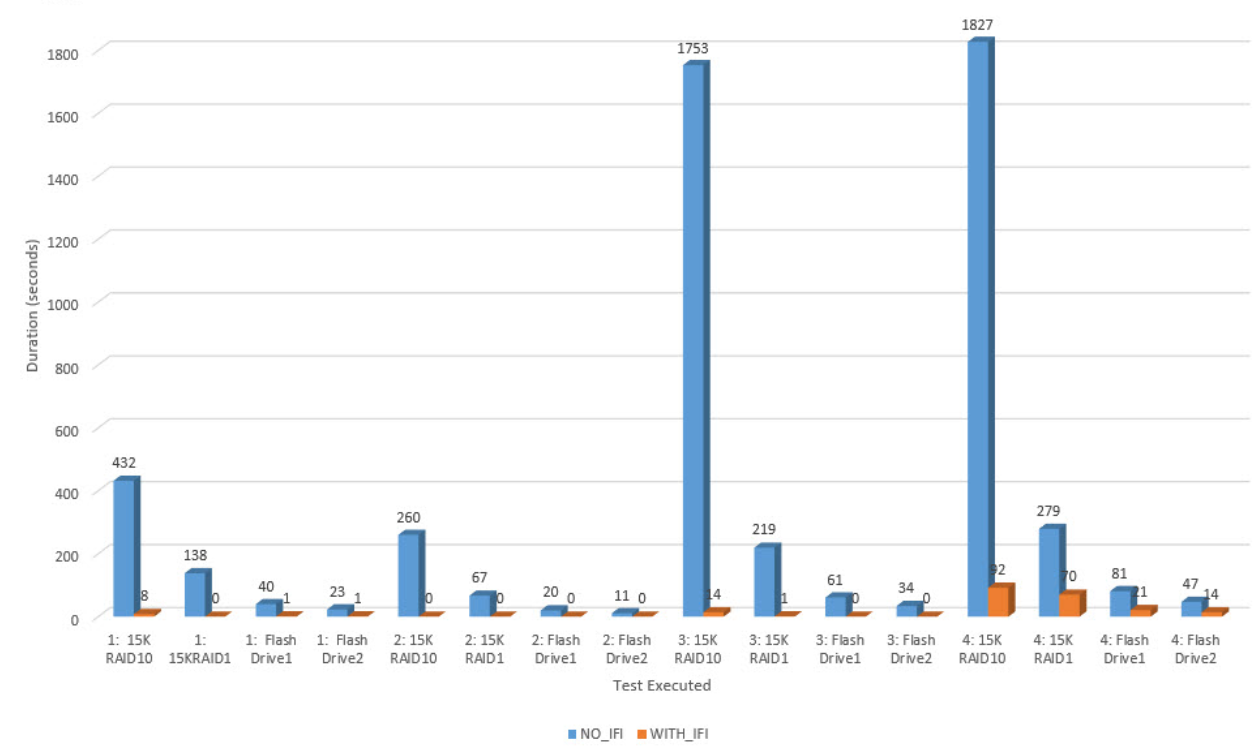 1827
1753
1800
1600
1400
1200
1000
800
600
400
200
0
Duration (seconds)
432
8
138
0
40
1
23
1
260
0
67
0
20
0
11
0
14
219
1
61
0
34
0
92
279
70
81
21
47
14
1: 15K RAID10
1: 15KRAID1
1: Flash Drive1
1: Flash Drive2
2: 15K RAID10
2: 15K RAID1
2: Flash Drive1
2: Flash Drive2
3: 15K RAID10
3: 15K RAID1
3: Flash Drive1
3: Flash Drive2
4: 15K RAID10
4: 15K RAID1
4: Flash Drive1
4: Flash Drive2
Test Executed
NO_IFI WITH_IFI